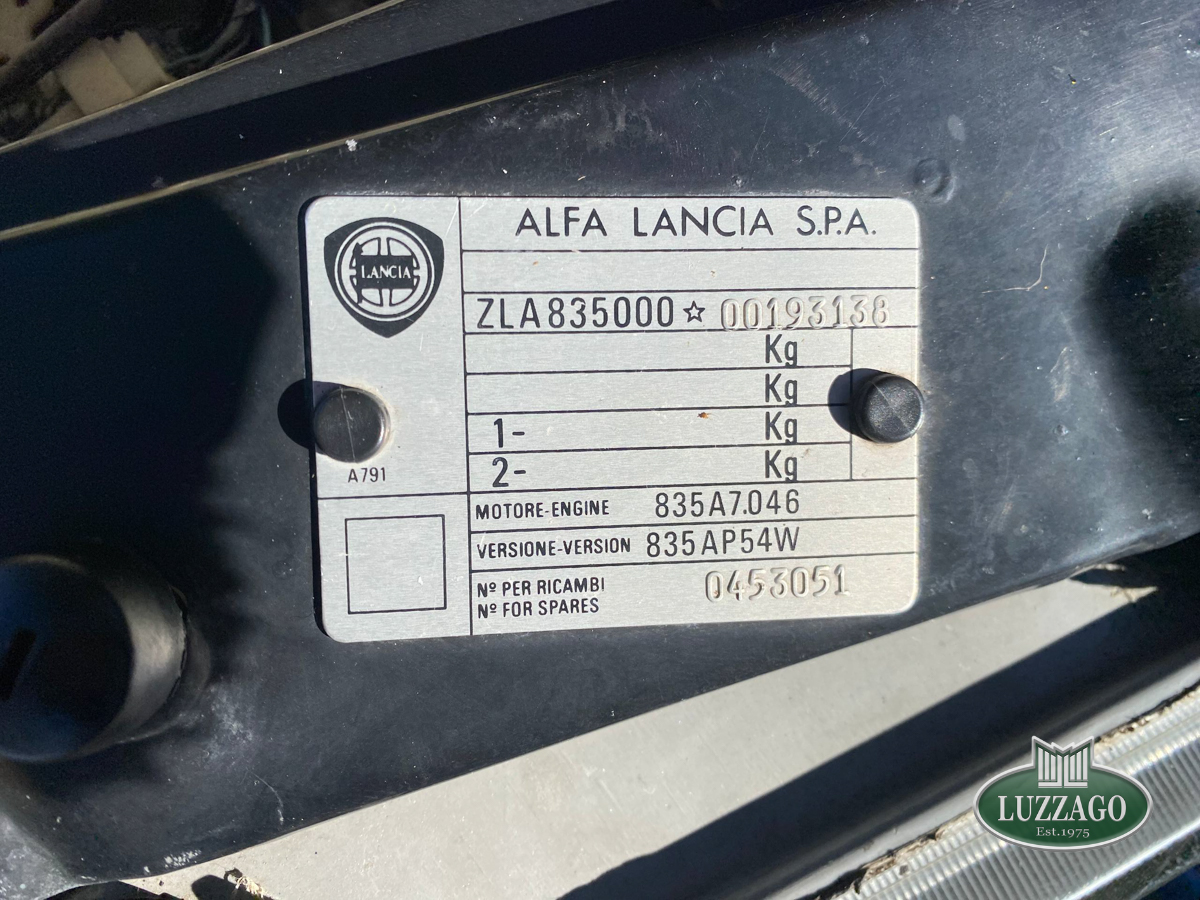 ALFA LANCIA S.P.A.
LANCIA
ZLA835000☆ 00193138
Kg
Kg
1- Kg
2- Kg
A791
MOTORE-ENGINE 835A7.046
VERSIONE-VERSION 835AP54W
Nº PER RICAMBI
Nº FOR SPARES
0453051
LUZZAGO
Est.1975